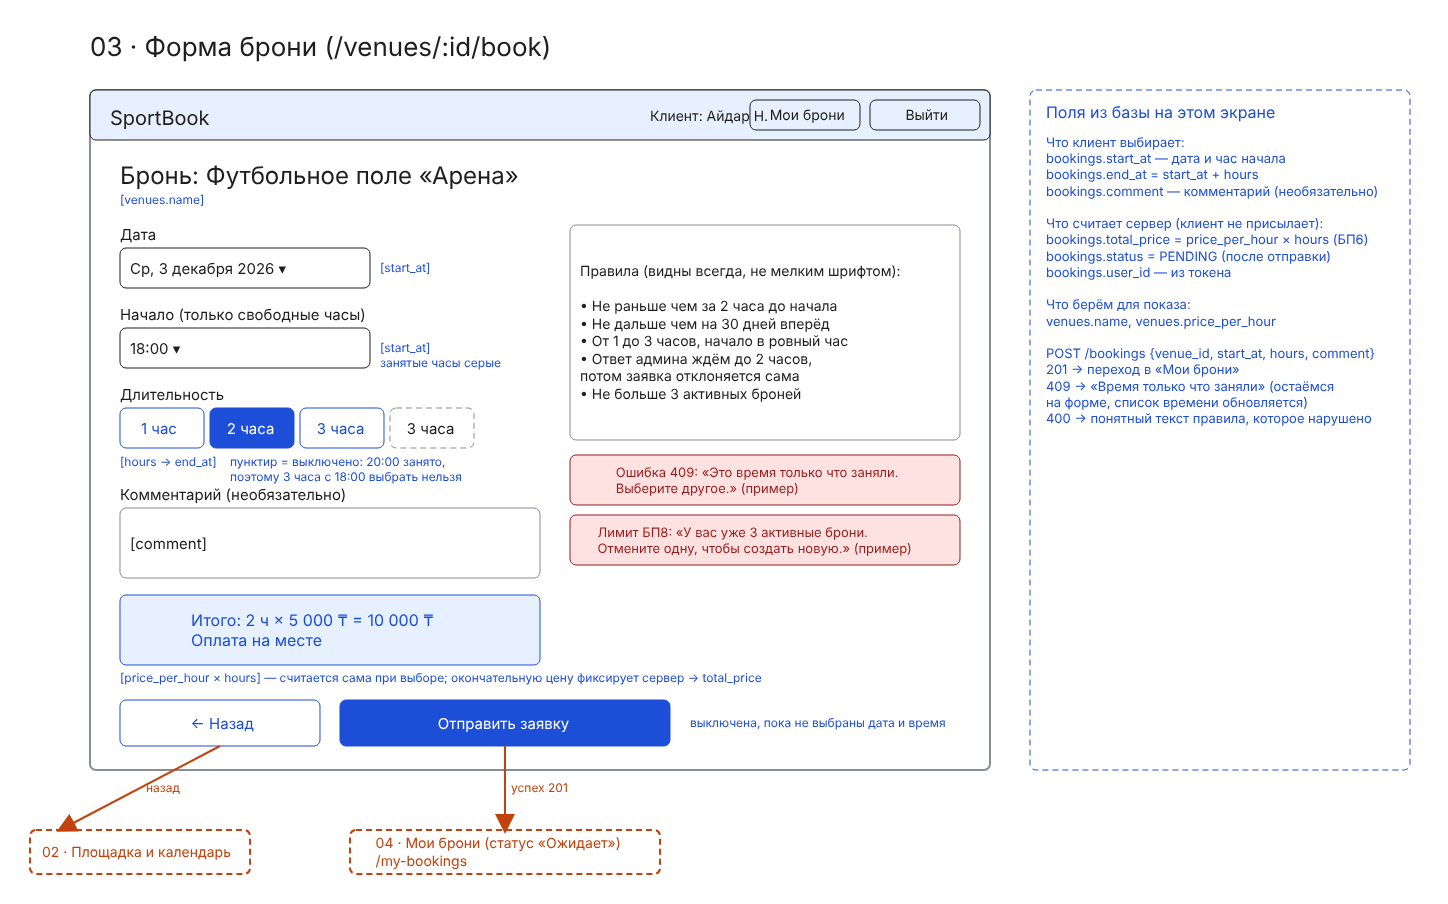 03 · Форма брони (/venues/:id/book)
SportBook
Клиент: Айдар Н.
Мои брони
Выйти
Бронь: Футбольное поле «Арена»
[venues.name]
Дата
Ср, 3 декабря 2026 ▾
[start_at]
Начало (только свободные часы)
18:00 ▾
[start_at]
занятые часы серые
Длительность
1 час
2 часа
3 часа
3 часа
[hours → end_at]
пунктир = выключено: 20:00 занято,
поэтому 3 часа с 18:00 выбрать нельзя
Комментарий (необязательно)
[comment]
Итого: 2 ч × 5 000 ₸ = 10 000 ₸
Оплата на месте
[price_per_hour × hours] — считается сама при выборе; окончательную цену фиксирует сервер → total_price
← Назад
Отправить заявку
выключена, пока не выбраны дата и время
Правила (видны всегда, не мелким шрифтом):
• Не раньше чем за 2 часа до начала
• Не дальше чем на 30 дней вперёд
• От 1 до 3 часов, начало в ровный час
• Ответ админа ждём до 2 часов,
потом заявка отклоняется сама
• Не больше 3 активных броней
Ошибка 409: «Это время только что заняли.
Выберите другое.» (пример)
Лимит БП8: «У вас уже 3 активные брони.
Отмените одну, чтобы создать новую.» (пример)
назад
успех 201
02 · Площадка и календарь
04 · Мои брони (статус «Ожидает»)
/my-bookings
Поля из базы на этом экране
Что клиент выбирает:
bookings.start_at — дата и час начала
bookings.end_at = start_at + hours
bookings.comment — комментарий (необязательно)
Что считает сервер (клиент не присылает):
bookings.total_price = price_per_hour × hours (БП6)
bookings.status = PENDING (после отправки)
bookings.user_id — из токена
Что берём для показа:
venues.name, venues.price_per_hour
POST /bookings {venue_id, start_at, hours, comment}
201 → переход в «Мои брони»
409 → «Время только что заняли» (остаёмся
на форме, список времени обновляется)
400 → понятный текст правила, которое нарушено